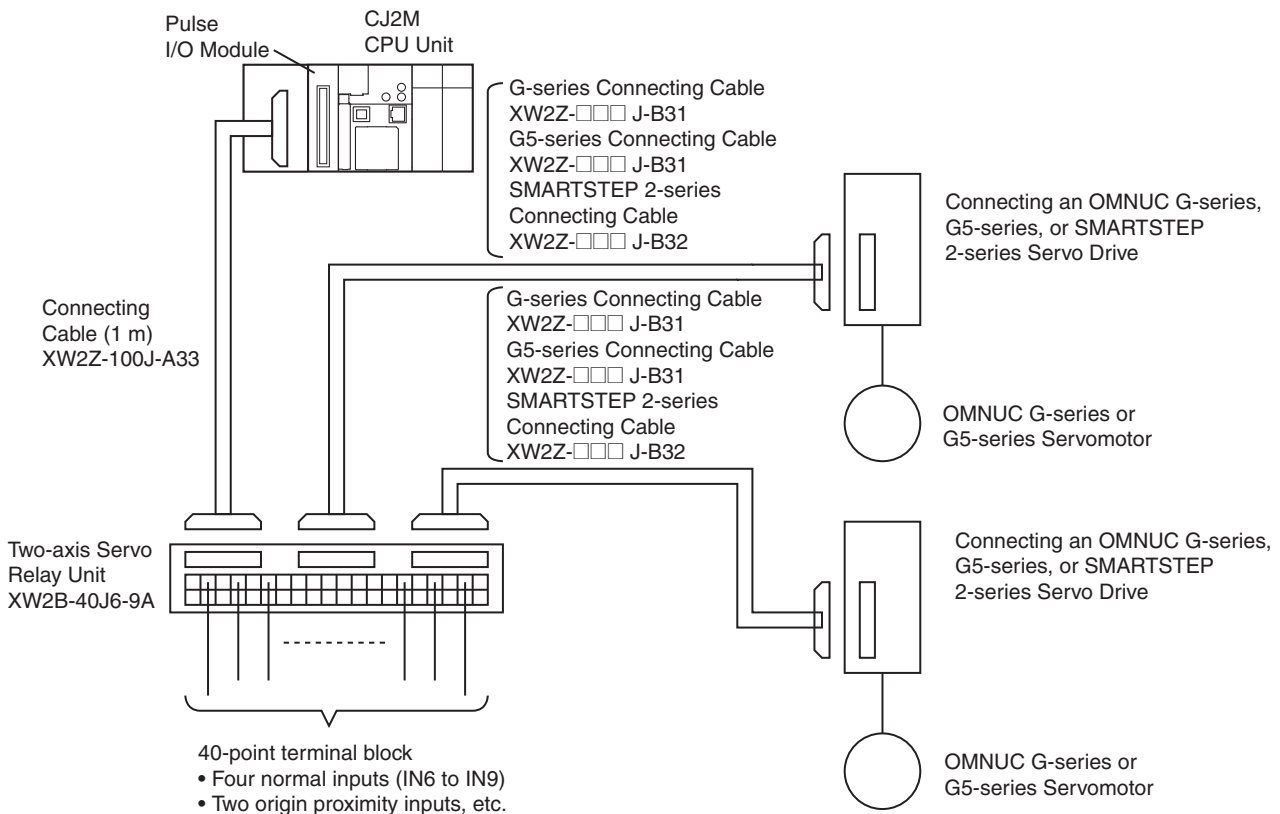 Pulse
I/O Module
CJ2M
CPU Unit
G-series Connecting Cable
XW2Z-□□□ J-B31
G5-series Connecting Cable
XW2Z-□□□ J-B31
SMARTSTEP 2-series
Connecting Cable
XW2Z-□□□ J-B32
Connecting an OMNUC G-series,
G5-series, or SMARTSTEP
2-series Servo Drive
Connecting
Cable (1 m)
XW2Z-100J-A33
G-series Connecting Cable
XW2Z-□□□ J-B31
G5-series Connecting Cable
XW2Z-□□□ J-B31
SMARTSTEP 2-series
Connecting Cable
XW2Z-□□□ J-B32
OMNUC G-series or
G5-series Servomotor
Two-axis Servo
Relay Unit
XW2B-40J6-9A
Connecting an OMNUC G-series,
G5-series, or SMARTSTEP
2-series Servo Drive
40-point terminal block
• Four normal inputs (IN6 to IN9)
• Two origin proximity inputs, etc.
OMNUC G-series or
G5-series Servomotor